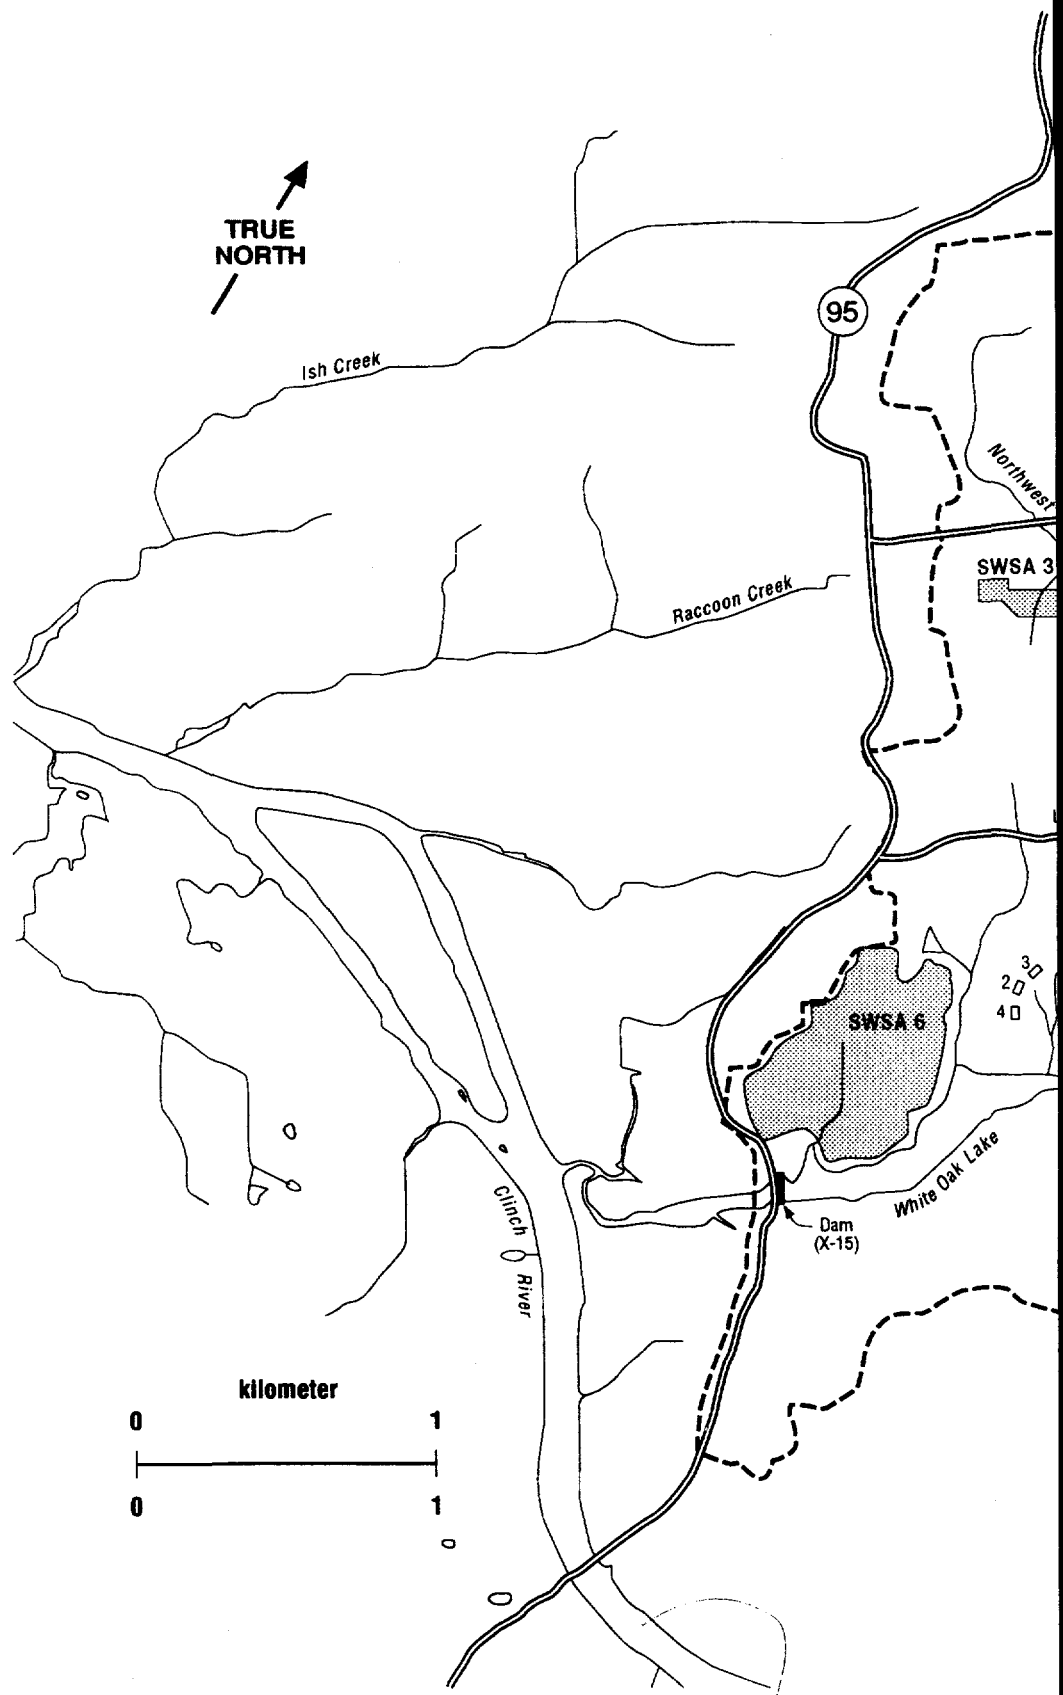 TRUE
NORTH
95
Ish Creek
Northwest
SWSA 3
Raccoon Creek
3
2
4
SWSA 6
White Oak Lake
Dam
(X-15)
Clinch
River
kilometer
0 1
0 1